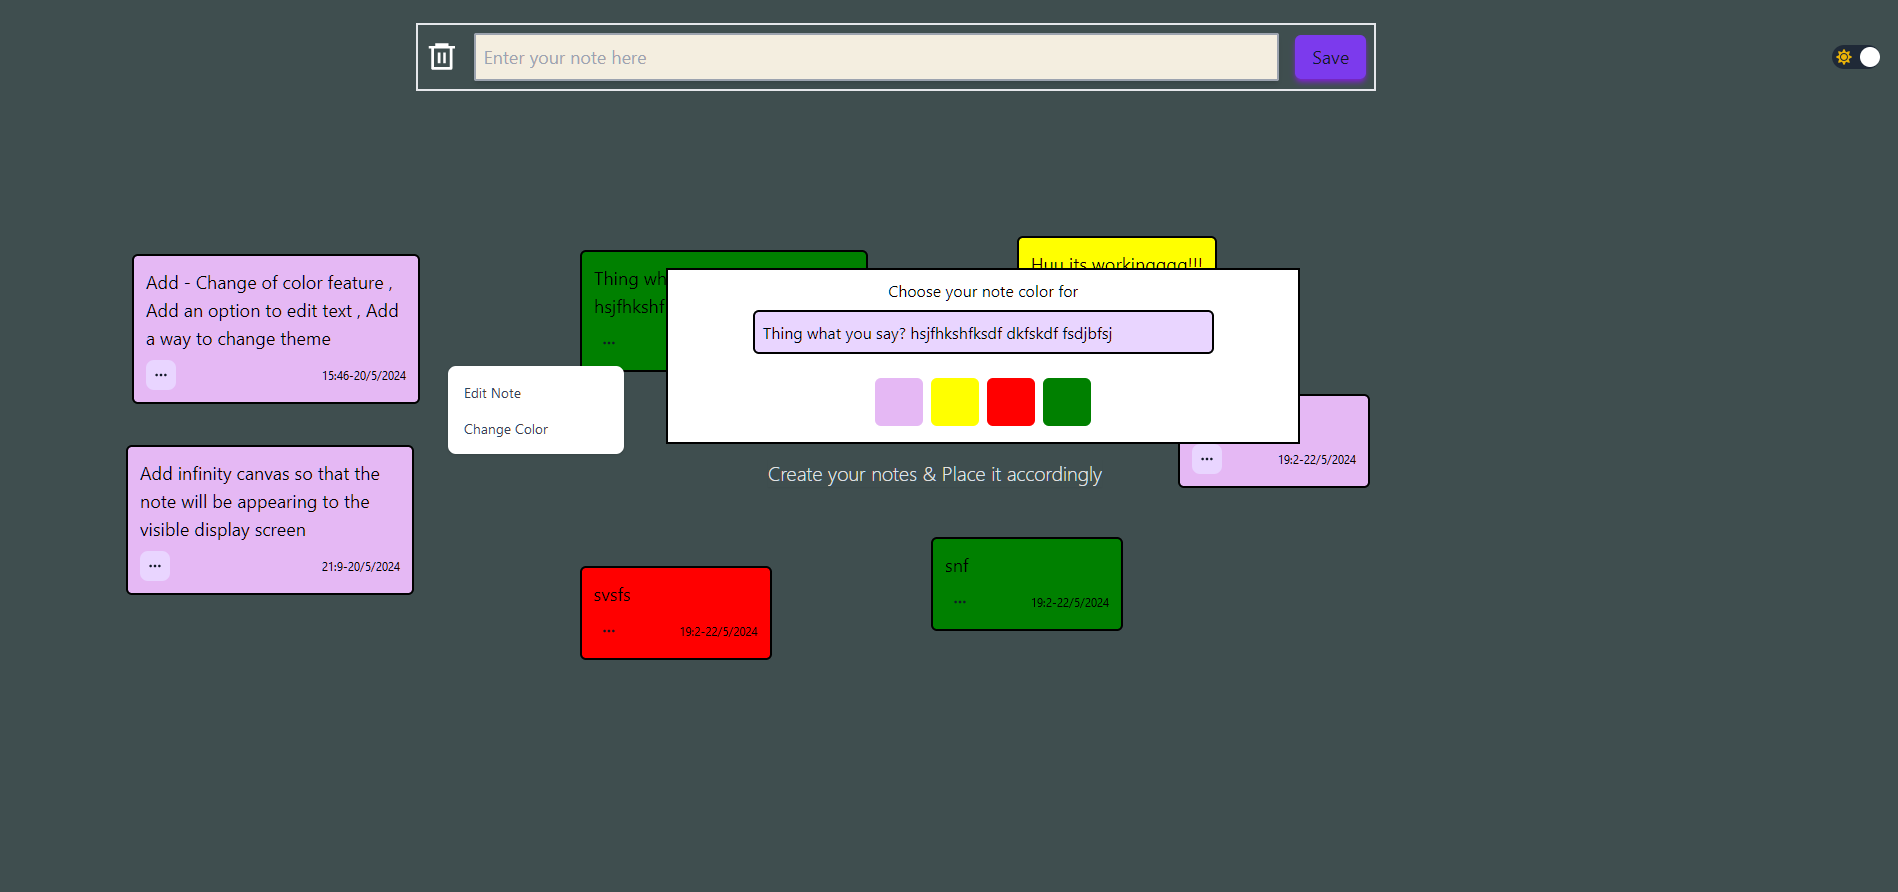 Enter your note here
Save
Add - Change of color feature ,
Add an option to edit text , Add
a way to change theme
...
15:46-20/5/2024
Thing wh
hsjfhkshf
...
Huu its workingggg!!!
Choose your note color for
Thing what you say? hsjfhkshfksdf dkfskdf fsdjbfsj
Edit Note
Change Color
...
19:2-22/5/2024
Create your notes & Place it accordingly
Add infinity canvas so that the
note will be appearing to the
visible display screen
...
21:9-20/5/2024
svsfs
...
19:2-22/5/2024
snf
...
19:2-22/5/2024